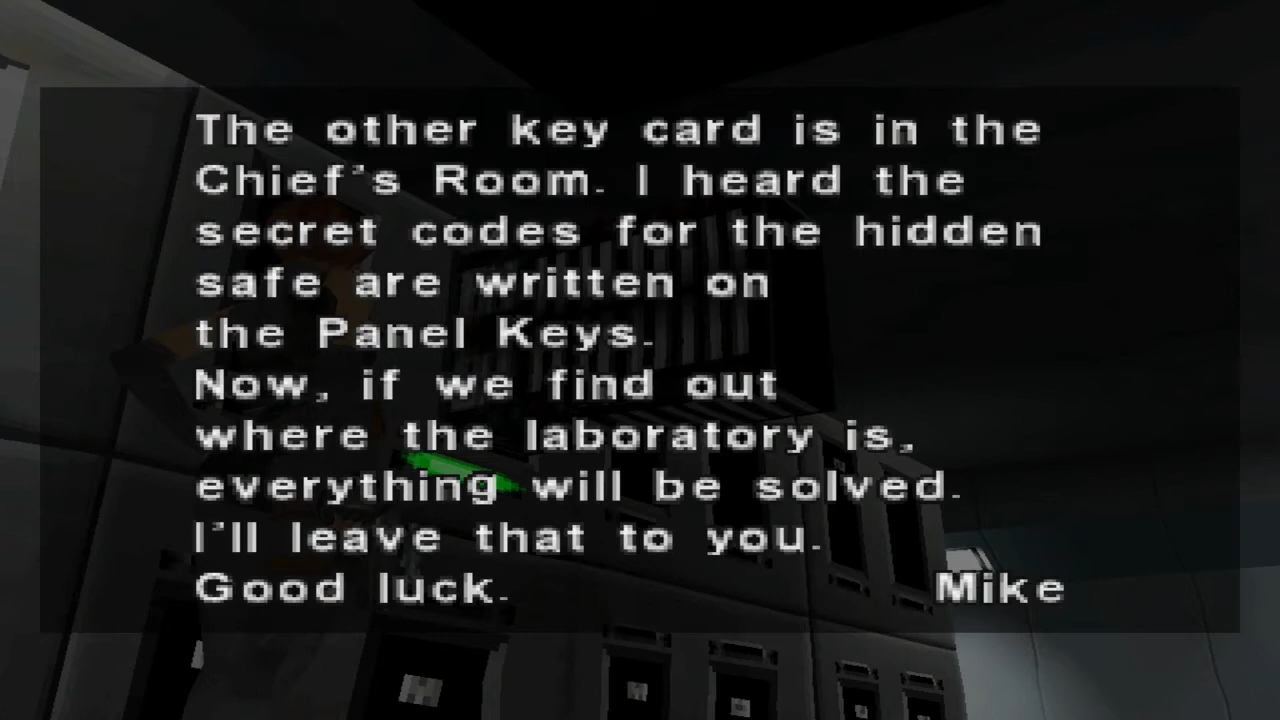 The other key card is in the
Chief's Room. I heard the
secret codes for the hidden
safe are written on
the Panel Keys.
Now, if we find out
where the laboratory is,
everything will be solved.
I'll leave that to you.
Good luck. Mike